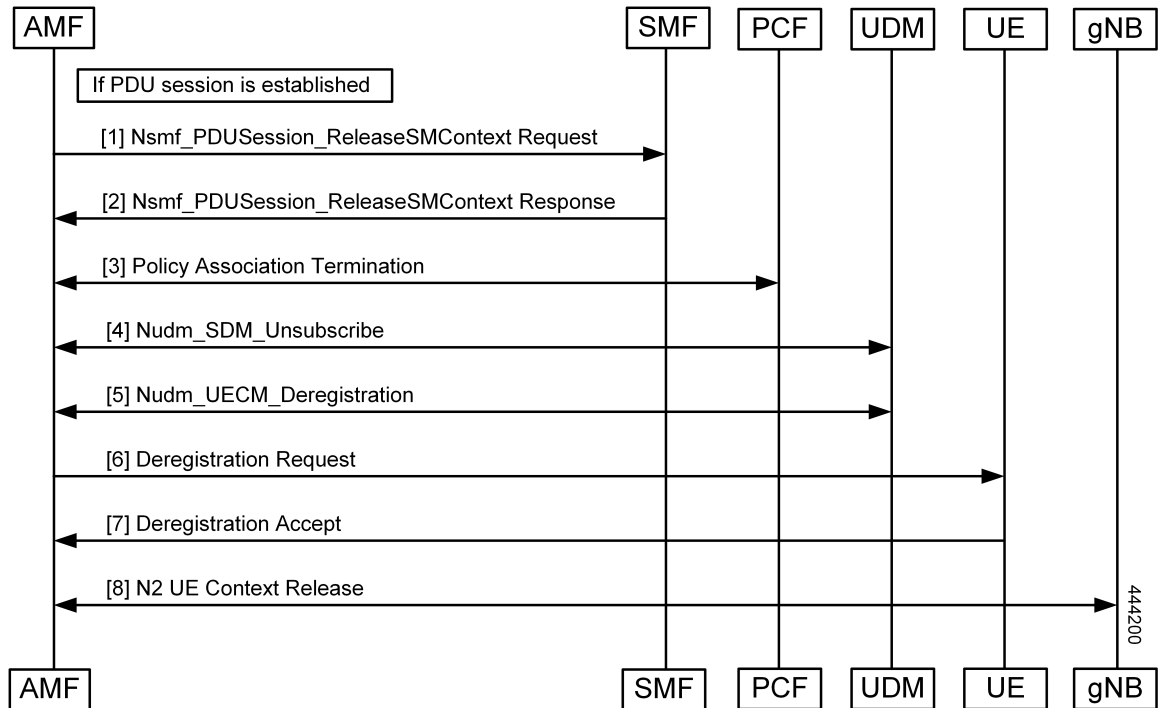 AMF
SMF
PCF
UDM
UE
gNB
If PDU session is established
[1] Nsmf_PDUSession_ReleaseSMContext Request
[2] Nsmf_PDUSession_ReleaseSMContext Response
[3] Policy Association Termination
[4] Nudm_SDM_Unsubscribe
[5] Nudm_UECM_Deregistration
[6] Deregistration Request
[7] Deregistration Accept
[8] N2 UE Context Release
444200
AMF
SMF
PCF
UDM
UE
gNB